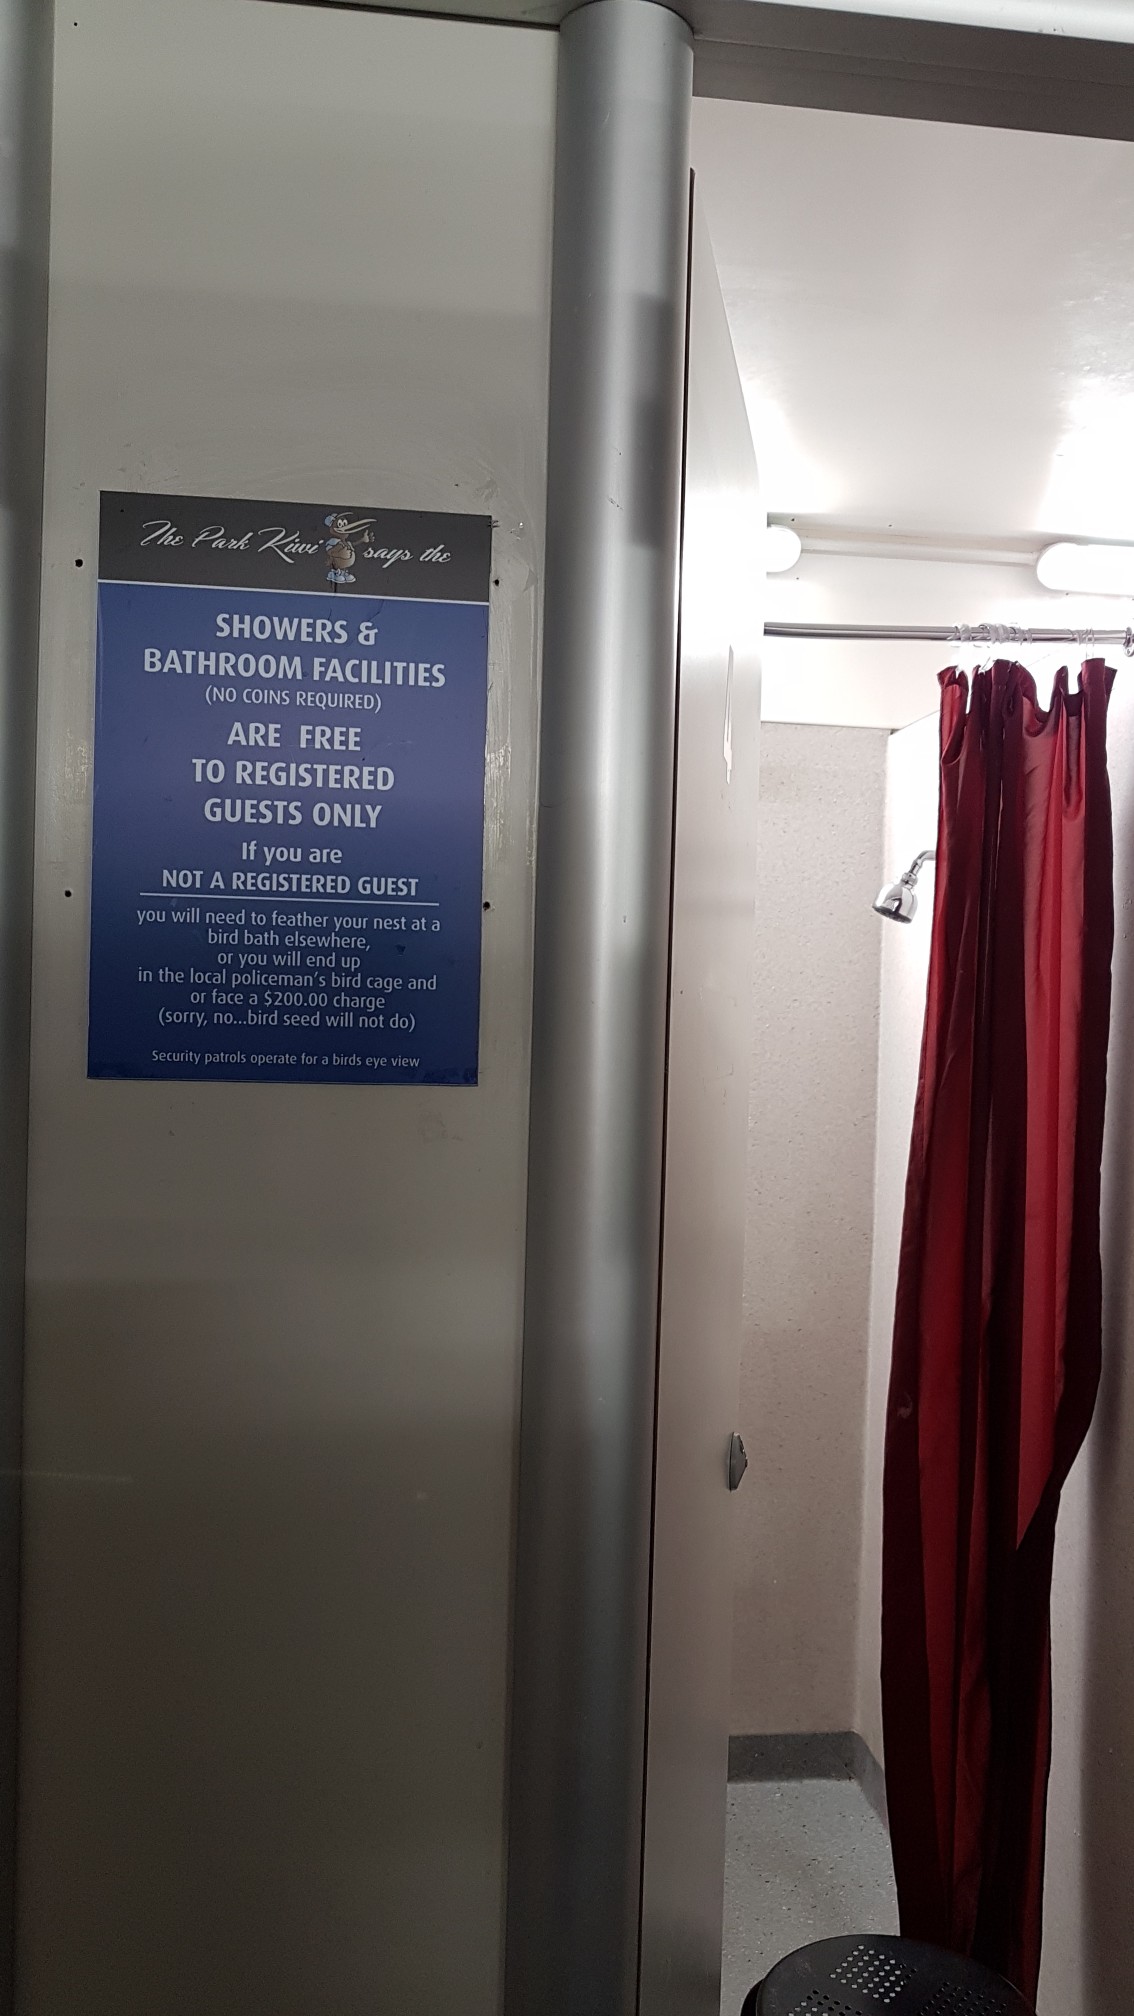 The Park Kiwi says the
SHOWERS &
BATHROOM FACILITIES
(NO COINS REQUIRED)
ARE FREE
TO REGISTERED
GUESTS ONLY
If you are
NOT A REGISTERED GUEST
you will need to feather your nest at a
bird bath elsewhere,
or you will end up
in the local policeman's bird cage and
or face a $200.00 charge
(sorry, no...bird seed will not do)
Security patrols operate for a birds eye view